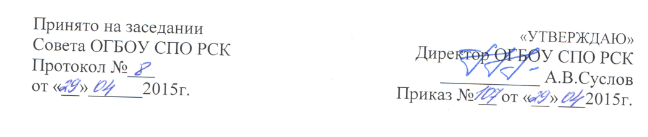 Принято на заседании
Совета ОГБОУ СПО РСК
Протокол № 8
от «29» 04 2015г.
«УТВЕРЖДАЮ»
Директор ОГБОУ СПО РСК
А.В.Суслов
Приказ № 107 от «29» 04 2015г.